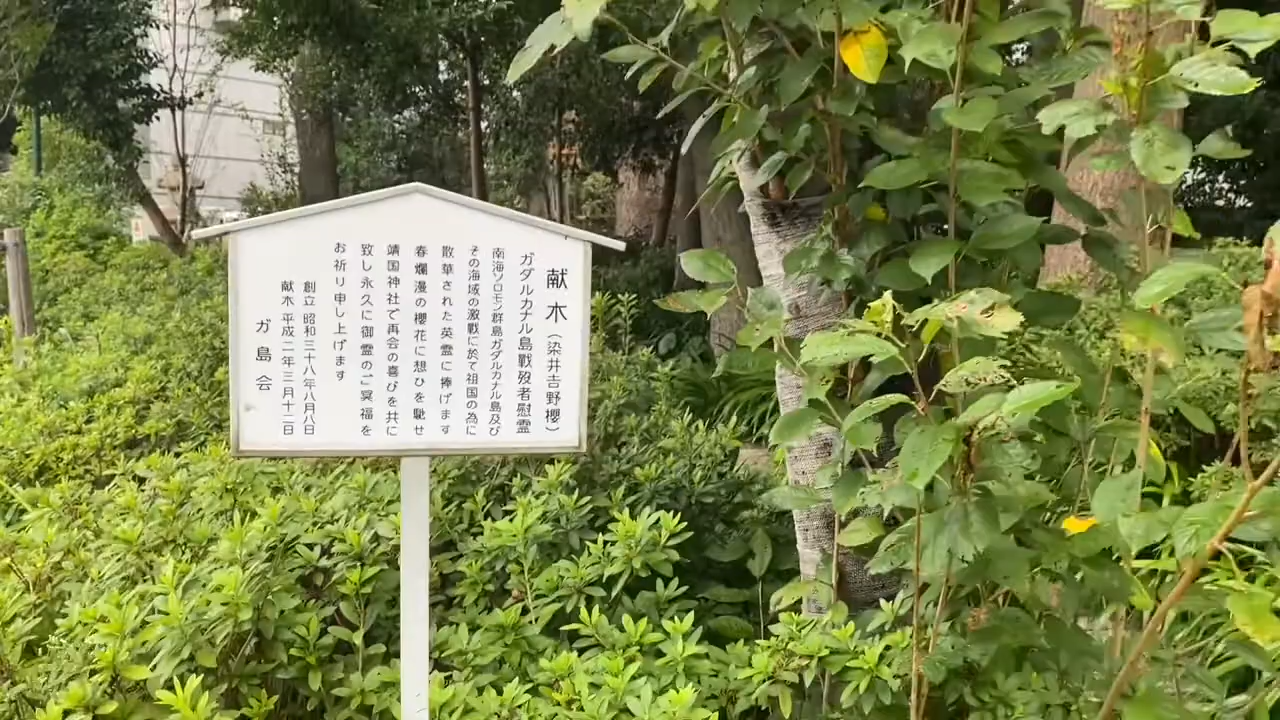 献木（染井吉野櫻）
ガダルカナル島戰歿者慰霊
南海ソロモン群島ガダルカナル島及び
その海域の激戰に於て祖国の為に
散華された英霊に捧げます
春爛漫の櫻花に想ひを馳せ
靖国神社で再会の喜びを共に
致し永久に御霊のご冥福を
お祈り申し上げます
創立 昭和三十八年八月八日
献木 平成二年三月十二日
ガ島会